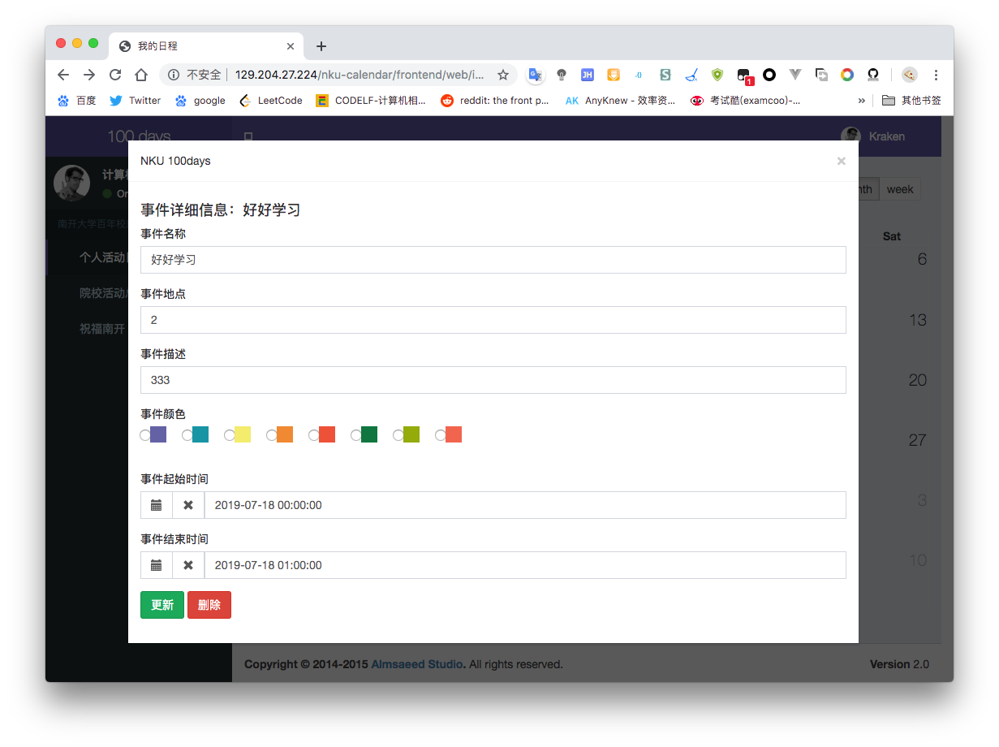 我的日程
不安全 129.204.27.224/nku-calendar/frontend/web/i...
百度 Twitter google LeetCode CODELF-计算机相... reddit: the front p... AK AnyKnew - 效率资... 考试酷(examcoo)-... » 其他书签
100 days Kraken
NKU 100days ×
计算
On
month week
南开大学百年校
事件详细信息：好好学习
事件名称
Sat
个人活动
好好学习
6
院校活动
事件地点
2
13
祝福南开
事件描述
333
20
事件颜色
27
事件起始时间
2019-07-18 00:00:00
3
事件结束时间
2019-07-18 01:00:00
10
更新 删除
Copyright © 2014-2015 Almsaeed Studio. All rights reserved. Version 2.0